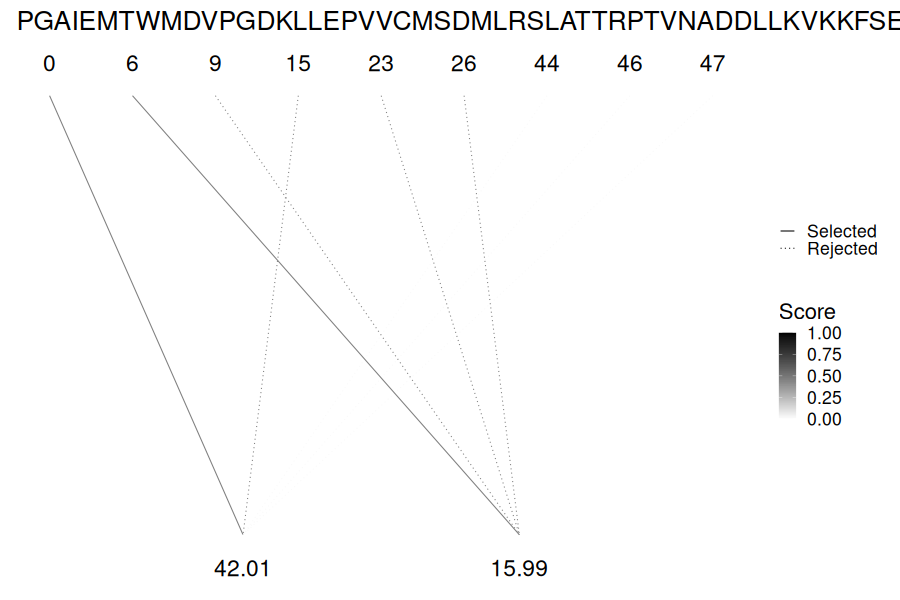 PGAIEMTWMDVPGDKLLEPVVCMSDMLRSLATTRPTVNADDLLKVKKFSE
0 6 9 15 23 26 44 46 47
Selected
Rejected
Score
1.00
0.75
0.50
0.25
0.00
42.01 15.99